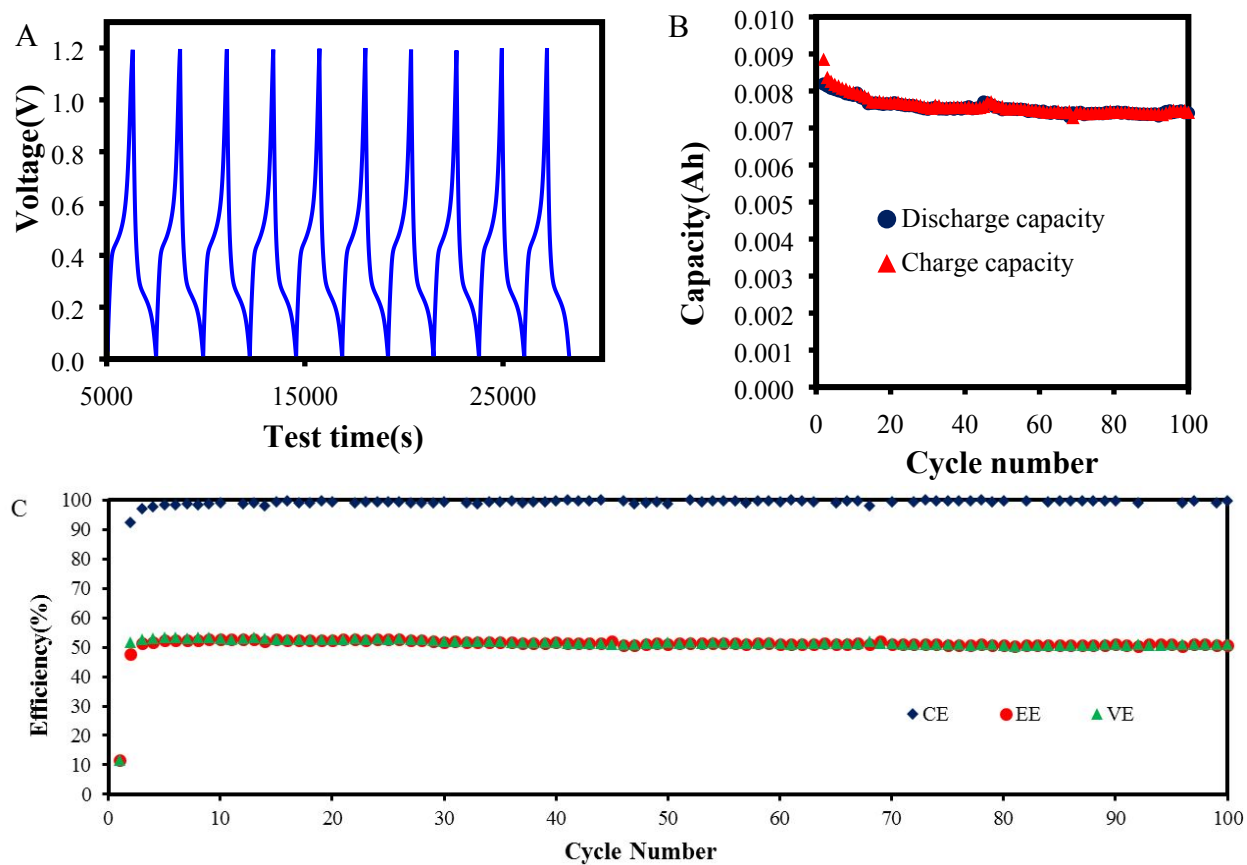 A
Voltage(V)
1.2
1.0
0.8
0.6
0.4
0.2
0.0
5000 15000 25000
Test time(s)
B
Capacity(Ah)
0.010
0.009
0.008
0.007
0.006
0.005
0.004
0.003
0.002
0.001
0.000
Discharge capacity
Charge capacity
0 20 40 60 80 100
Cycle number
C
Efficiency(%)
100
90
80
70
60
50
40
30
20
10
0
CE EE VE
0 10 20 30 40 50 60 70 80 90 100
Cycle Number